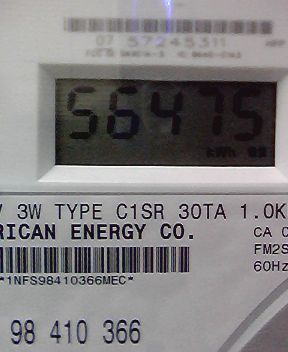 07 57245311
56475
kWh
V 3W TYPE C1SR 30TA 1.0K
RICAN ENERGY CO.
CA 0
FM2S
60Hz
*1NFS98410366MEC*
98 410 366